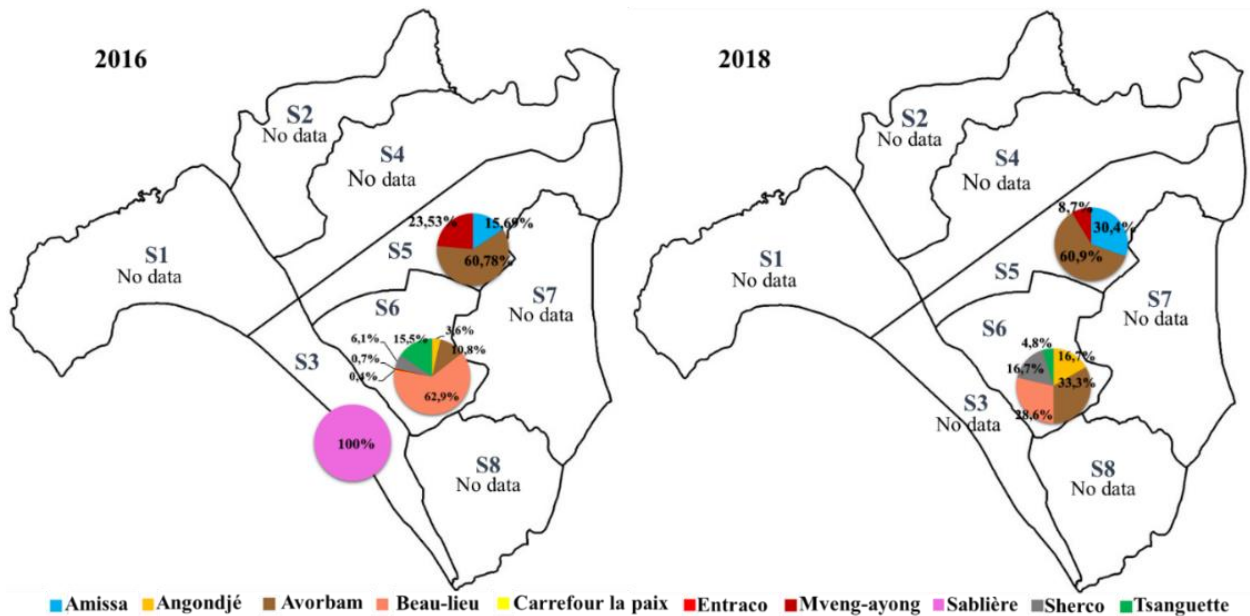 2016
S2
No data
S4
No data
S1
No data
23,53%
15,69%
60,78%
S5
S7
No data
S6
6,1%
15,5%
3,6%
10,8%
0,7%
0,4%
62,9%
S3
100%
S8
No data
2018
S2
No data
S4
No data
S1
No data
8,7%
30,4%
60,9%
S5
S7
No data
S6
4,8%
16,7%
16,7%
33,3%
28,6%
S3
No data
S8
No data
Amissa Angondjé Avorbam Beau-lieu Carrefour la paix Entraco Mveng-ayong Sablière Sherco Tsanguette